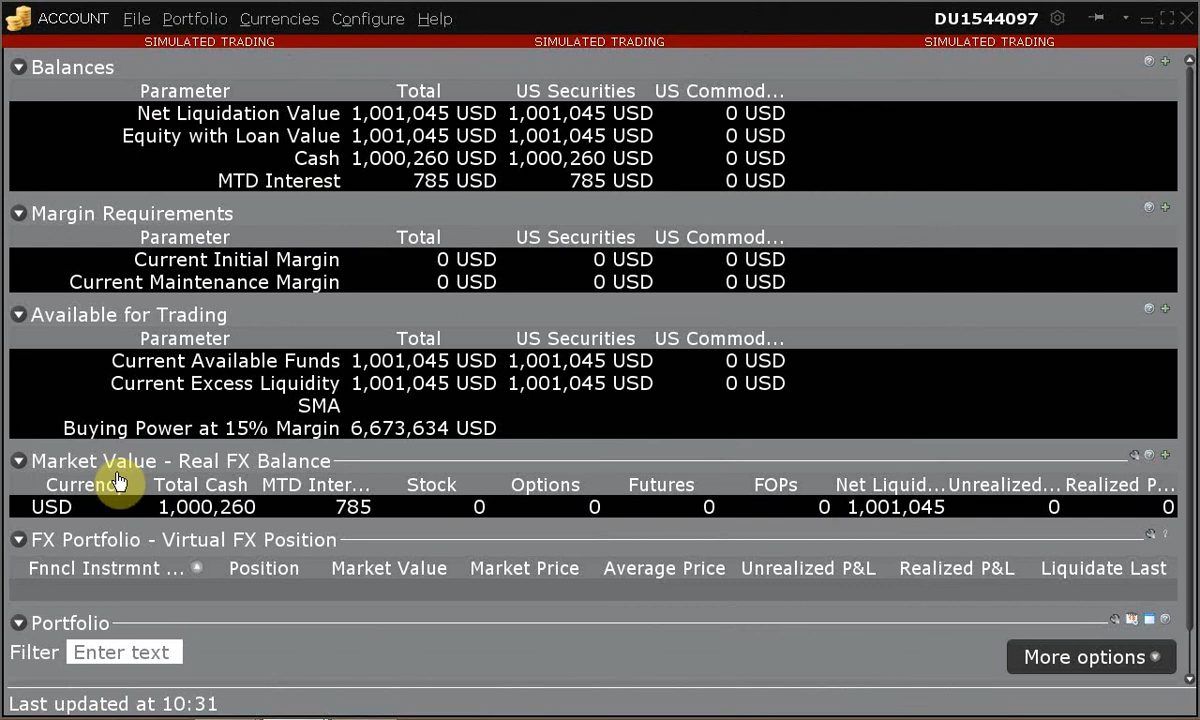 ACCOUNT File Portfolio Currencies Configure Help DU1544097
SIMULATED TRADING SIMULATED TRADING SIMULATED TRADING
Balances
Parameter Total US Securities US Commod...
Net Liquidation Value 1,001,045 USD 1,001,045 USD 0 USD
Equity with Loan Value 1,001,045 USD 1,001,045 USD 0 USD
Cash 1,000,260 USD 1,000,260 USD 0 USD
MTD Interest 785 USD 785 USD 0 USD
Margin Requirements
Parameter Total US Securities US Commod...
Current Initial Margin 0 USD 0 USD 0 USD
Current Maintenance Margin 0 USD 0 USD 0 USD
Available for Trading
Parameter Total US Securities US Commod...
Current Available Funds 1,001,045 USD 1,001,045 USD 0 USD
Current Excess Liquidity 1,001,045 USD 1,001,045 USD 0 USD
SMA
Buying Power at 15% Margin 6,673,634 USD
Market Value - Real FX Balance
Currency Total Cash MTD Inter... Stock Options Futures FOPs Net Liquid... Unrealized... Realized P...
USD 1,000,260 785 0 0 0 0 1,001,045 0 0
FX Portfolio - Virtual FX Position
Fnncl Instrmnt ... Position Market Value Market Price Average Price Unrealized P&L Realized P&L Liquidate Last
Portfolio
Filter Enter text More options
Last updated at 10:31